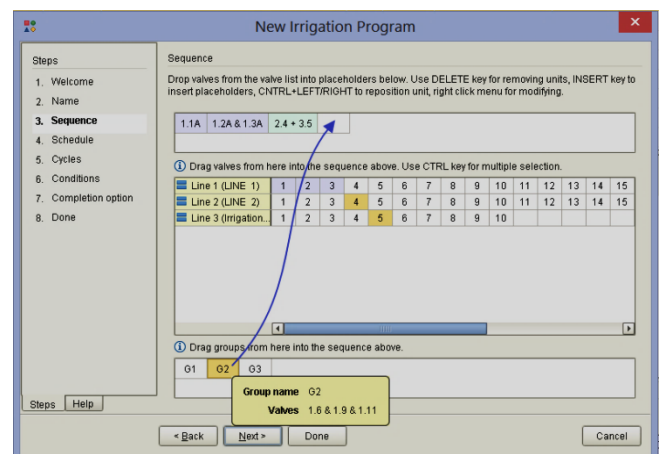 New Irrigation Program
Steps
1. Welcome
2. Name
3. Sequence
4. Schedule
5. Cycles
6. Conditions
7. Completion option
8. Done
Steps Help
Sequence
Drop valves from the valve list into placeholders below. Use DELETE key for removing units, INSERT key to
insert placeholders, CNTRL+LEFT/RIGHT to reposition unit, right click menu for modifying.
1.1A 1.2A & 1.3A 2.4 + 3.5
Drag valves from here into the sequence above. Use CTRL key for multiple selection.
Line 1 (LINE 1) 1 2 3 4 5 6 7 8 9 10 11 12 13 14 15
Line 2 (LINE 2) 1 2 3 4 5 6 7 8 9 10 11 12 13 14 15
Line 3 (Irrigation... 1 2 3 4 5 6 7 8 9 10
Drag groups from here into the sequence above.
G1 G2 G3
Group name G2
Valves 1.6 & 1.9 & 1.11
< Back Next > Done Cancel